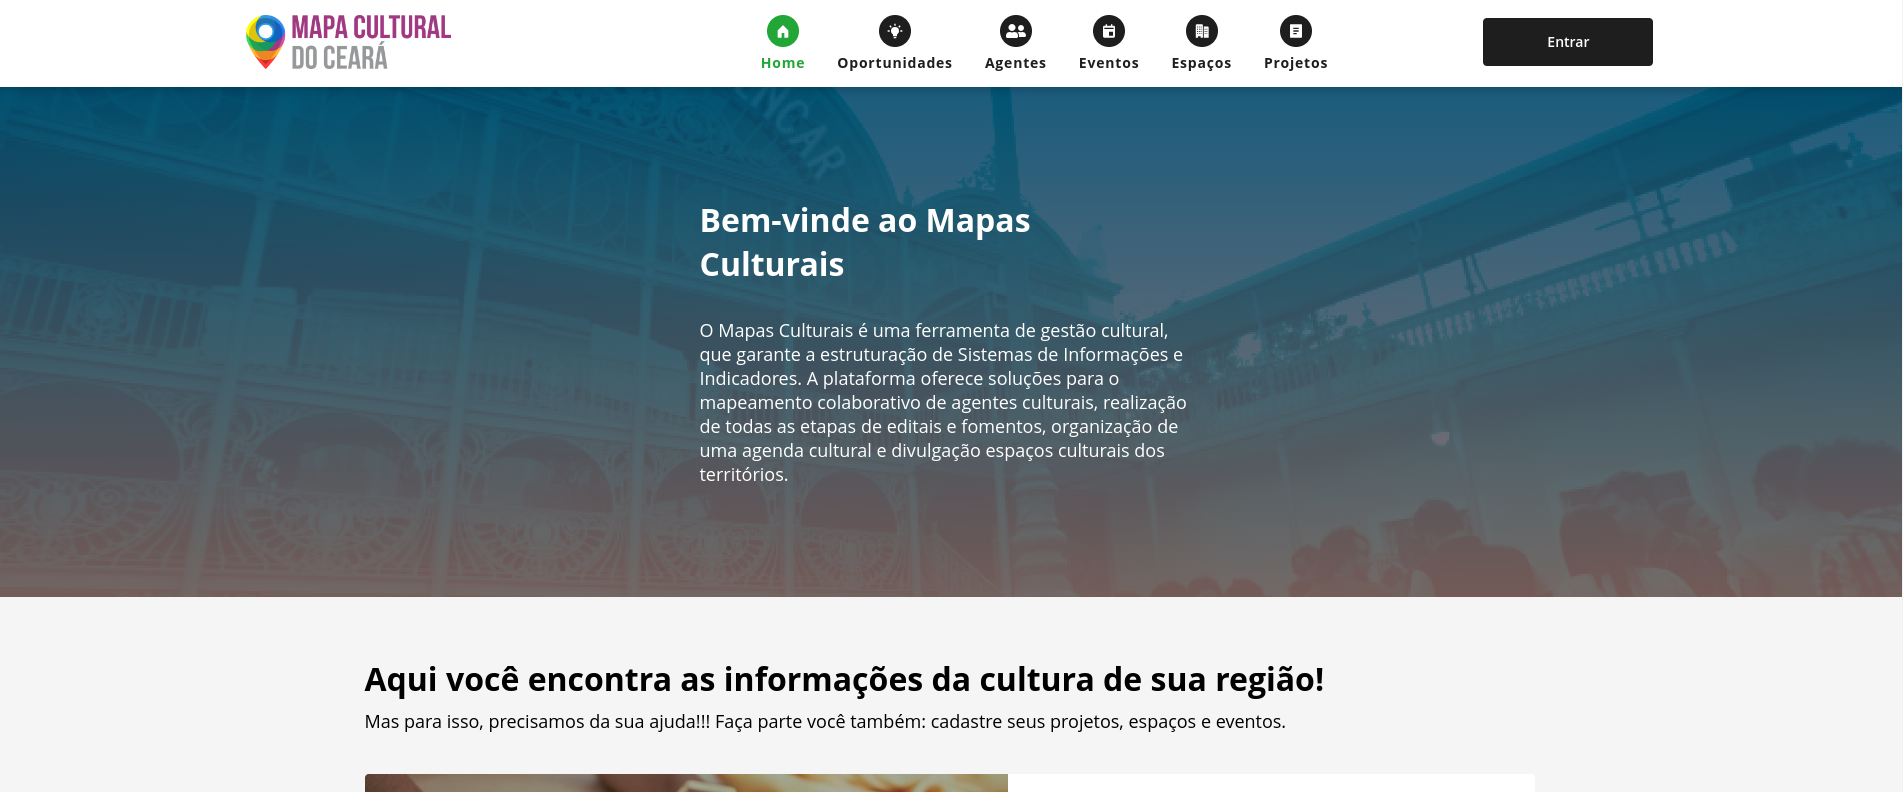 MAPA CULTURAL
DO CEARÁ
Home
Oportunidades
Agentes
Eventos
Espaços
Projetos
Entrar
ENCAR
Bem-vinde ao Mapas
Culturais
O Mapas Culturais é uma ferramenta de gestão cultural,
que garante a estruturação de Sistemas de Informações e
Indicadores. A plataforma oferece soluções para o
mapeamento colaborativo de agentes culturais, realização
de todas as etapas de editais e fomentos, organização de
uma agenda cultural e divulgação espaços culturais dos
territórios.
Aqui você encontra as informações da cultura de sua região!
Mas para isso, precisamos da sua ajuda!!! Faça parte você também: cadastre seus projetos, espaços e eventos.